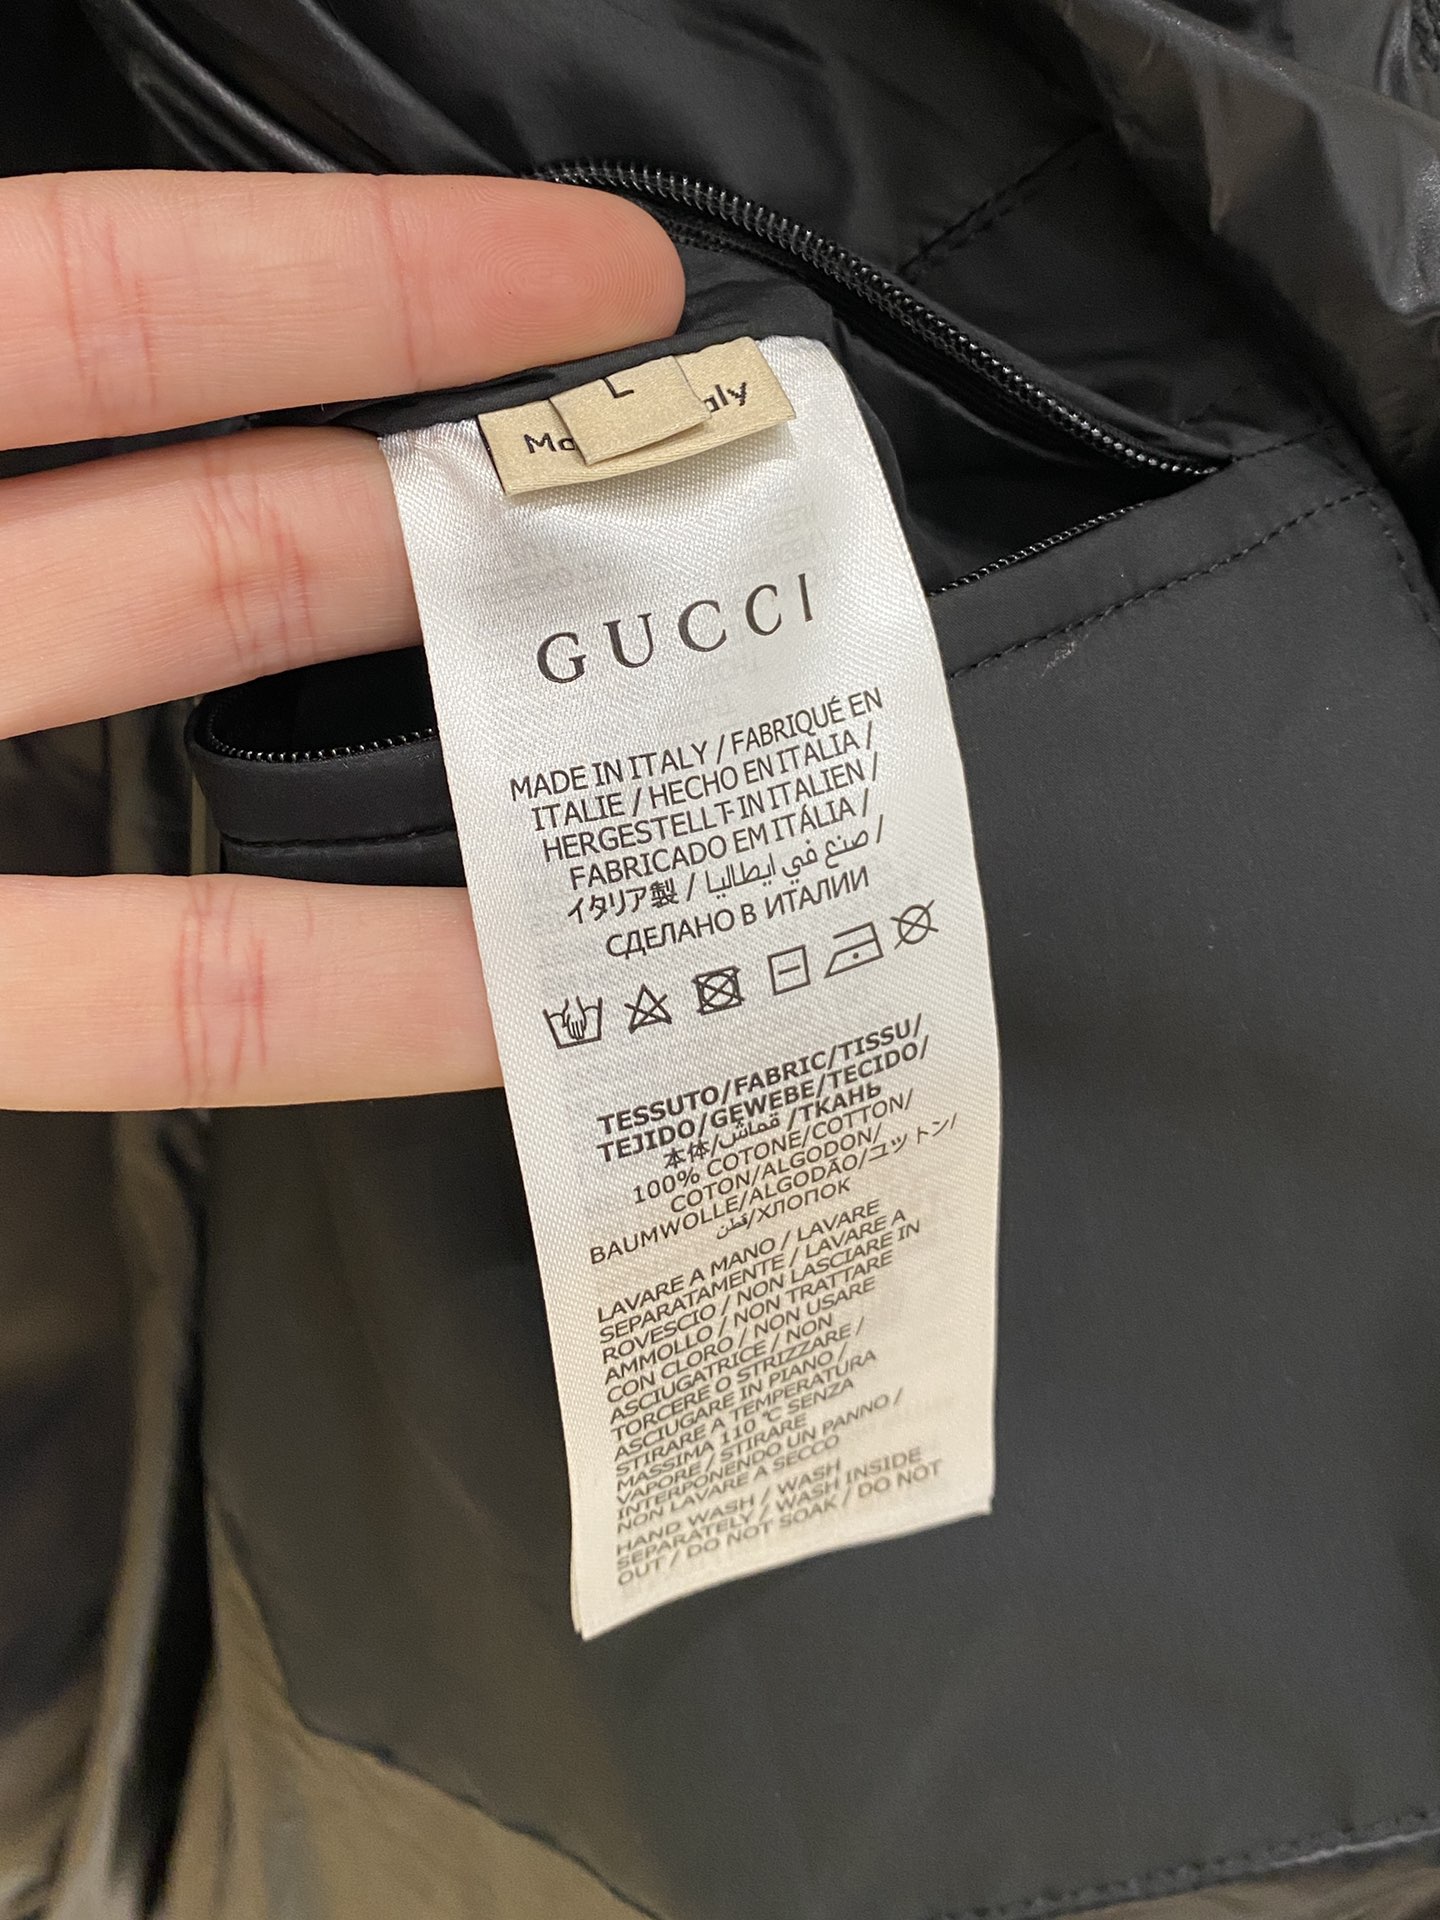 L
Ma aly
GUCCI
MADE IN ITALY / FABRIQUÉ EN
ITALIE / HECHO EN ITALIA /
HERGESTELLT IN ITALIEN /
FABRICADO EM ITÁLIA /
イタリア製 / صنع في ايطاليا /
СДЕЛАНО В ИТАЛИИ
TESSUTO/FABRIC/TISSU/
TEJIDO/GEWEBE/TECIDO/
本体/قماش/ТКАНЬ
100% COTONE/COTTON/
COTON/ALGODON/
BAUMWOLLE/ALGODÃO/ユットン/
قطن/ХЛОПОК
LAVARE A MANO / LAVARE
SEPARATAMENTE / LAVARE A
ROVESCIO / NON LASCIARE IN
AMMOLLO / NON TRATTARE
CON CLORO / NON USARE
ASCIUGATRICE / NON
TORCERE O STRIZZARE /
ASCIUGARE IN PIANO /
STIRARE A TEMPERATURA
MASSIMA 110 °C SENZA
VAPORE / STIRARE
INTERPONENDO UN PANNO /
NON LAVARE A SECCO
HAND WASH / WASH
SEPARATELY / WASH INSIDE
OUT / DO NOT SOAK / DO NOT